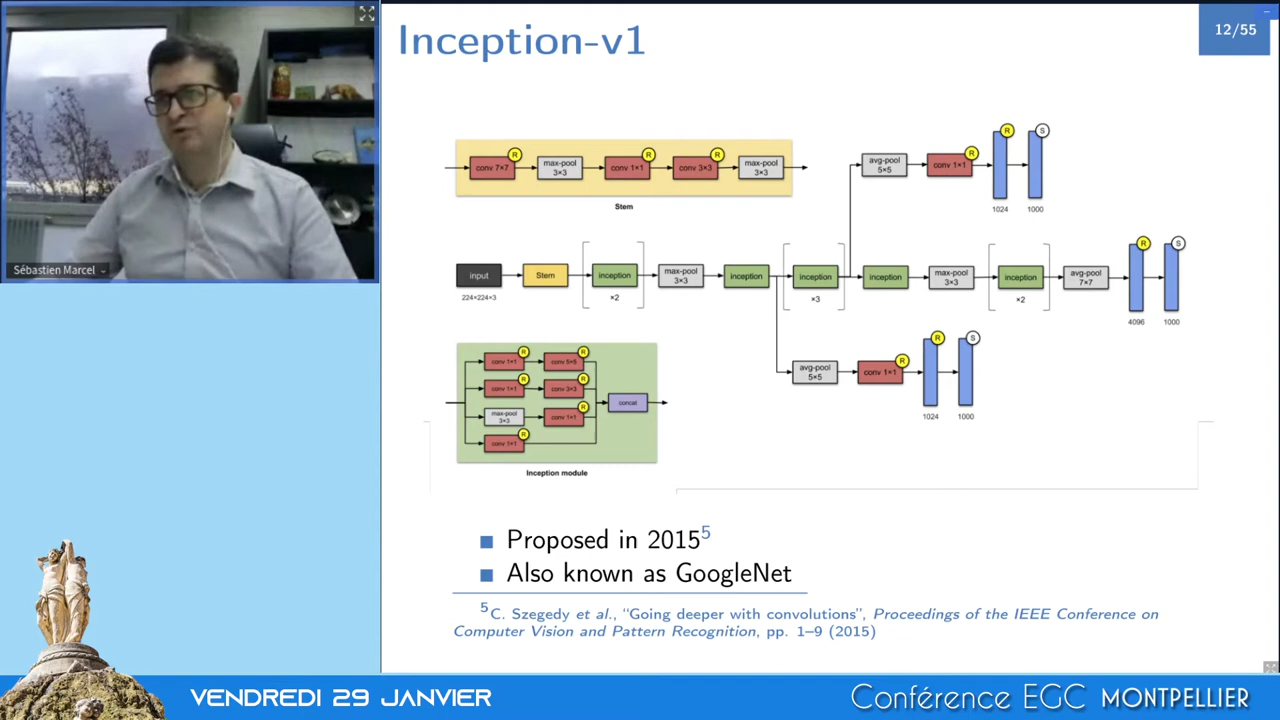 Inception-v1
12/55
Sébastien Marcel
conv 7×7
R
max-pool
3×3
conv 1×1
R
conv 3×3
R
max-pool
3×3
Stem
avg-pool
5×5
conv 1×1
R
R
S
1024
1000
input
224×224×3
Stem
inception
×2
max-pool
3×3
inception
inception
×3
inception
max-pool
3×3
inception
×2
avg-pool
7×7
R
S
4096
1000
conv 1×1
R
conv 5×5
R
conv 1×1
R
conv 3×3
R
max-pool
3×3
conv 1×1
R
conv 1×1
R
concat
Inception module
avg-pool
5×5
conv 1×1
R
R
S
1024
1000
■ Proposed in 2015⁵
■ Also known as GoogleNet
⁵C. Szegedy et al., “Going deeper with convolutions”, Proceedings of the IEEE Conference on
Computer Vision and Pattern Recognition, pp. 1–9 (2015)
VENDREDI 29 JANVIER
Conférence EGC MONTPELLIER